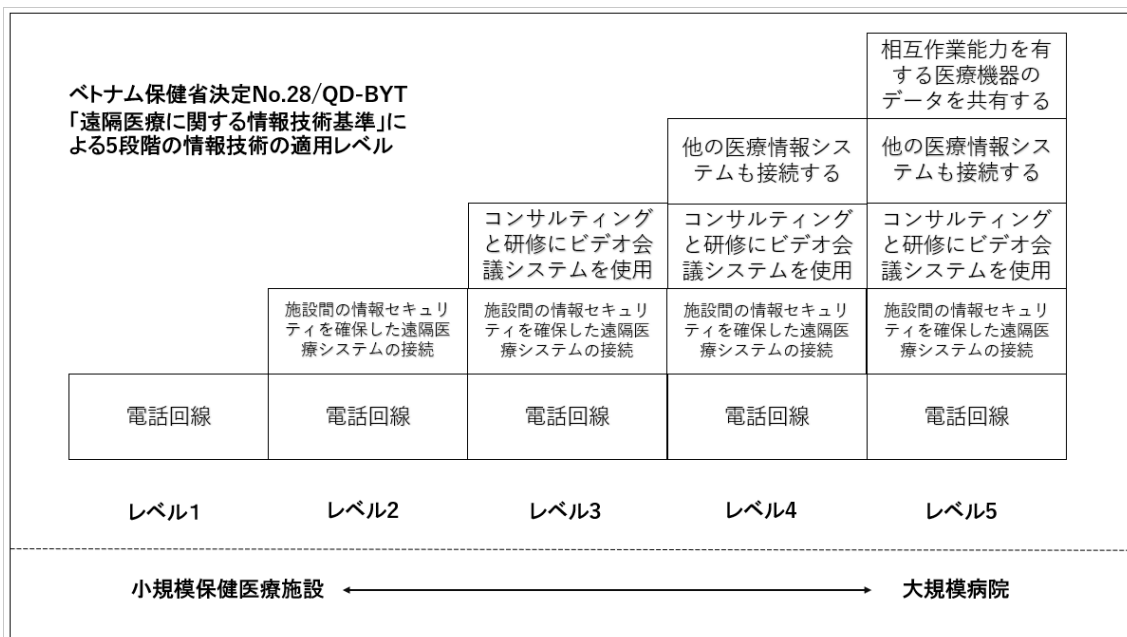 ベトナム保健省決定No.28/QD-BYT
「遠隔医療に関する情報技術基準」に
よる5段階の情報技術の適用レベル
相互作業能力を有
する医療機器の
データを共有する
他の医療情報シス
テムも接続する
他の医療情報シス
テムも接続する
コンサルティング
と研修にビデオ会
議システムを使用
コンサルティング
と研修にビデオ会
議システムを使用
コンサルティング
と研修にビデオ会
議システムを使用
施設間の情報セキュリ
ティを確保した遠隔医
療システムの接続
施設間の情報セキュリ
ティを確保した遠隔医
療システムの接続
施設間の情報セキュリ
ティを確保した遠隔医
療システムの接続
施設間の情報セキュリ
ティを確保した遠隔医
療システムの接続
電話回線
電話回線
電話回線
電話回線
電話回線
レベル1
レベル2
レベル3
レベル4
レベル5
小規模保健医療施設
大規模病院